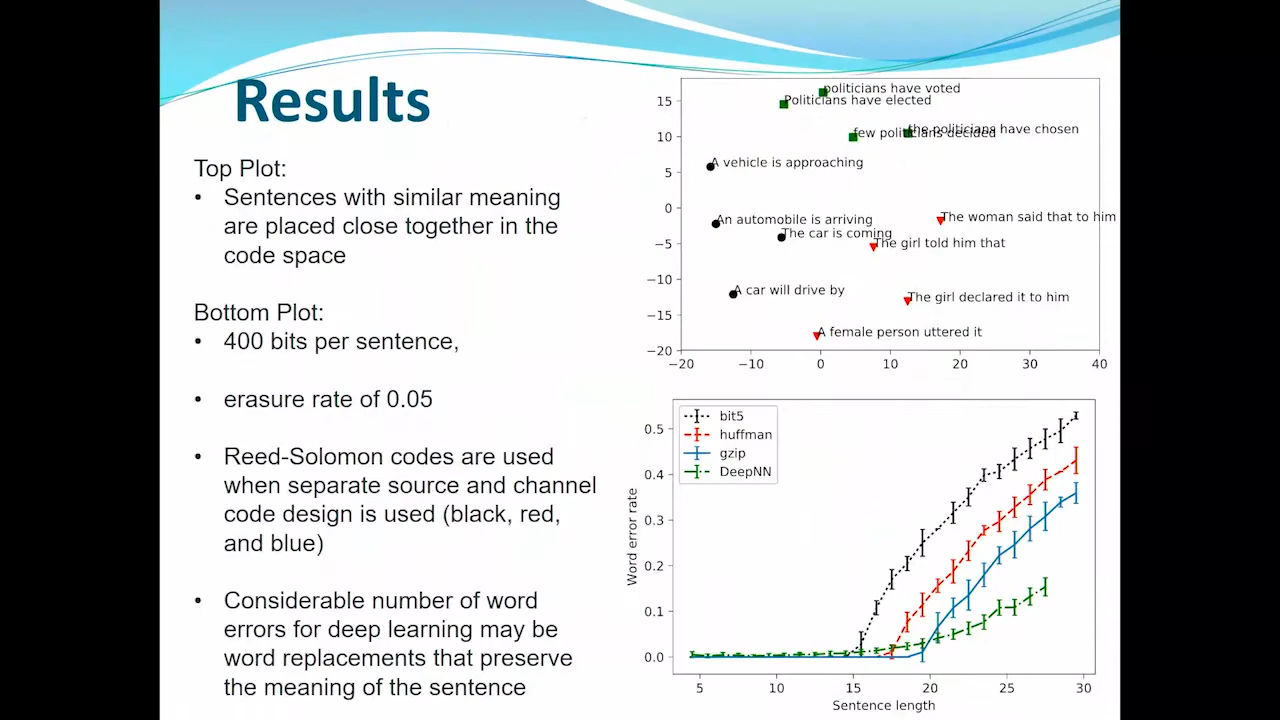 Results
Top Plot:
• Sentences with similar meaning
are placed close together in the
code space
Bottom Plot:
• 400 bits per sentence,
• erasure rate of 0.05
• Reed-Solomon codes are used
when separate source and channel
code design is used (black, red,
and blue)
• Considerable number of word
errors for deep learning may be
word replacements that preserve
the meaning of the sentence
politicians have voted
Politicians have elected
the politicians have chosen
few politicians decided
A vehicle is approaching
The woman said that to him
An automobile is arriving
The car is coming
The girl told him that
A car will drive by
The girl declared it to him
A female person uttered it
15
10
5
0
−5
−10
−15
−20
−20 −10 0 10 20 30 40
bit5
huffman
gzip
DeepNN
Word error rate
0.5
0.4
0.3
0.2
0.1
0.0
5 10 15 20 25 30
Sentence length